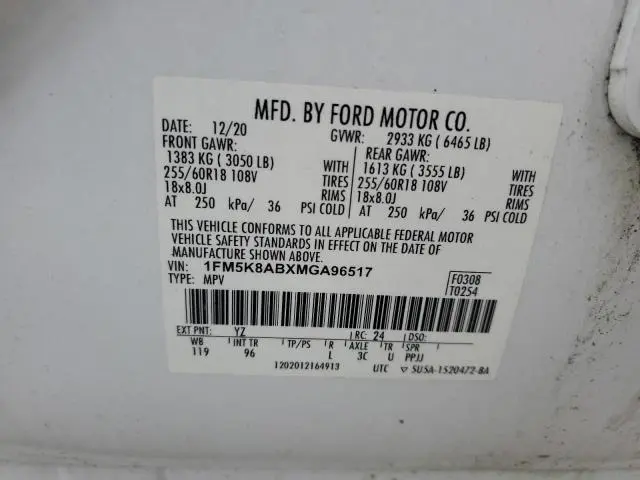 MFD. BY FORD MOTOR CO.
DATE: 12/20 GVWR: 2933 KG ( 6465 LB)
FRONT GAWR: REAR GAWR:
1383 KG ( 3050 LB) WITH 1613 KG ( 3555 LB) WITH
255/60R18 108V TIRES 255/60R18 108V TIRES
18x8.0J RIMS 18x8.0J RIMS
AT 250 kPa/ 36 PSI COLD AT 250 kPa/ 36 PSI COLD
THIS VEHICLE CONFORMS TO ALL APPLICABLE FEDERAL MOTOR
VEHICLE SAFETY STANDARDS IN EFFECT ON THE DATE OF
MANUFACTURE SHOWN ABOVE.
VIN: 1FM5K8ABXMGA96517 F0308
TYPE: MPV T0254
EXT PNT: YZ RC: 24 DSO:
WB INT TR TP/PS R AXLE TR SPR
119 96 L 3C U PPJJ
1202012164913 UTC ▽ SU5A-1520472-BA